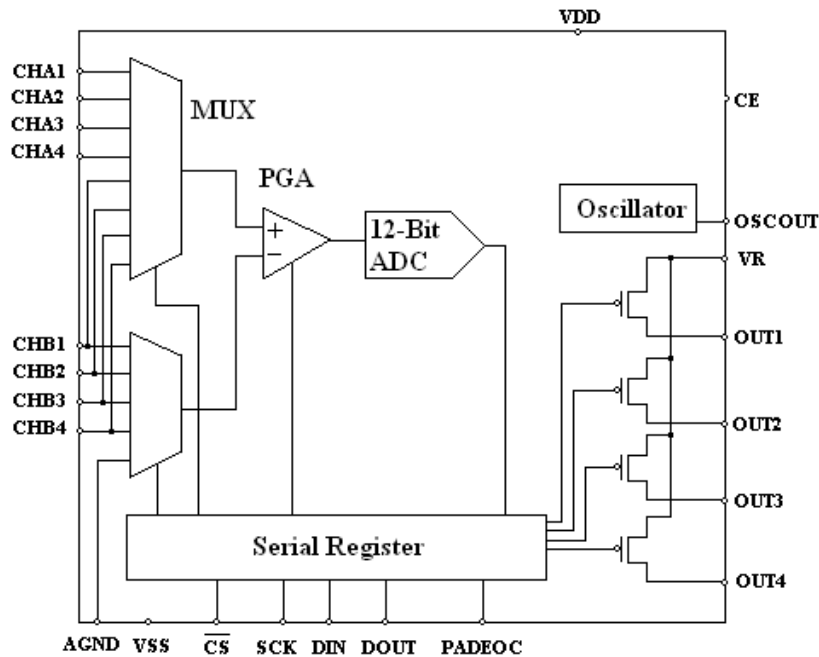 VDD
CHA1
CHA2
CHA3
CHA4
MUX
CE
PGA
Oscillator
OSCOUT
12-Bit
ADC
VR
OUT1
CHB1
CHB2
CHB3
CHB4
OUT2
OUT3
Serial Register
OUT4
AGND
VSS
CS
SCK
DIN
DOUT
PADEOC